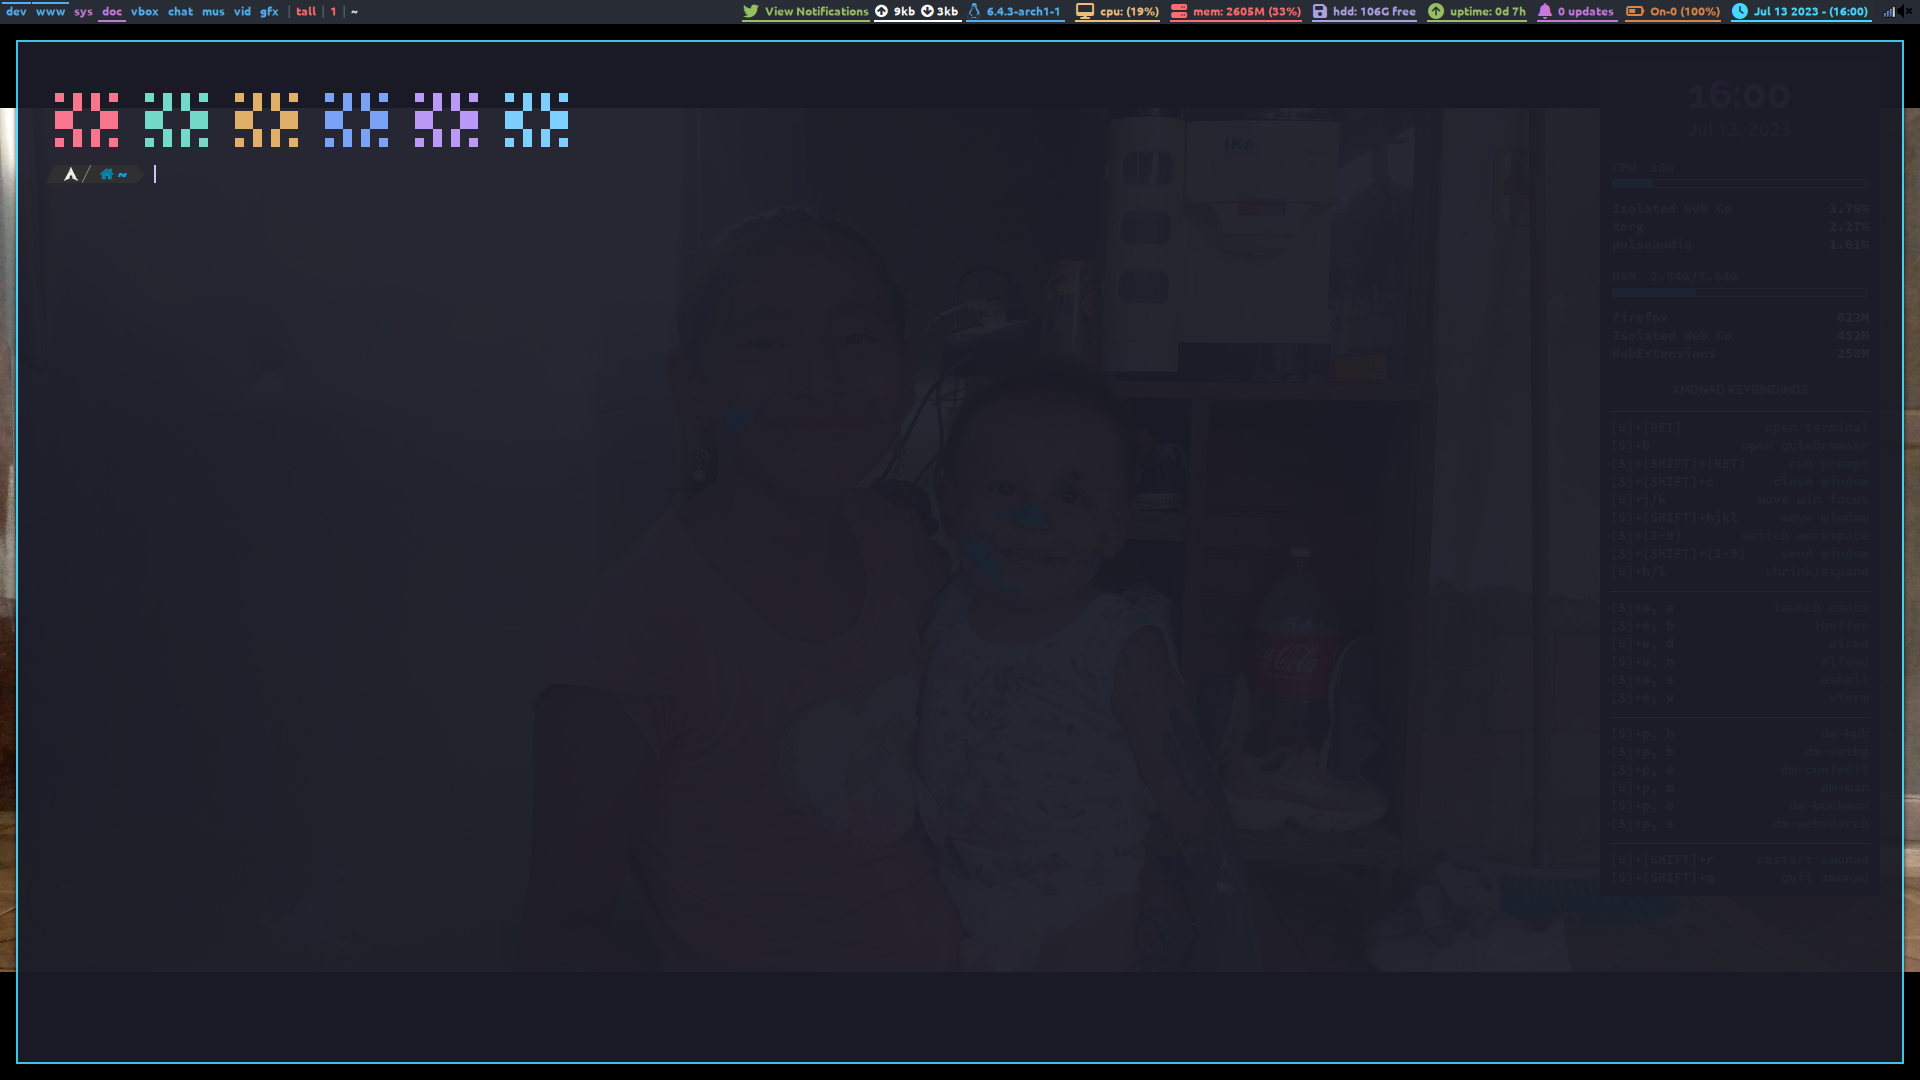 dev www sys doc vbox chat mus vid gfx | tall | 1 | ~
View Notifications 9kb 3kb 6.4.3-arch1-1 cpu: (19%) mem: 2605M (33%) hdd: 106G free uptime: 0d 7h 0 updates On-0 (100%) Jul 13 2023 - (16:00)
/ ~
16:00
Jul 13, 2023
CPU 16%
Isolated Web Co 3.79%
Xorg 2.27%
pulseaudio 1.01%
RAM
firefox 623M
Isolated Web Co 452M
WebExtensions 258M
XMONAD KEYBINDINGS
[S]+[RET] open terminal
[S]+b open qutebrowser
[S]+[SHIFT]+[RET] run prompt
[S]+[SHIFT]+c close window
[S]+j/k move win focus
[S]+[SHIFT]+hjkl move window
[S]+[1-9] switch workspace
[S]+[SHIFT]+[1-9] send window
[S]+h/l shrink/expand
[S]+e, e launch emacs
[S]+e, b ibuffer
[S]+e, d dired
[S]+e, n elfeed
[S]+e, s eshell
[S]+e, v vterm
[S]+p, h dm-hub
[S]+p, b dm-setbg
[S]+p, e dm-confedit
[S]+p, m dm-man
[S]+p, o dm-bookman
[S]+p, s dm-websearch
[S]+[SHIFT]+r restart xmonad
[S]+[SHIFT]+q quit xmonad
IKA
Coca-Cola